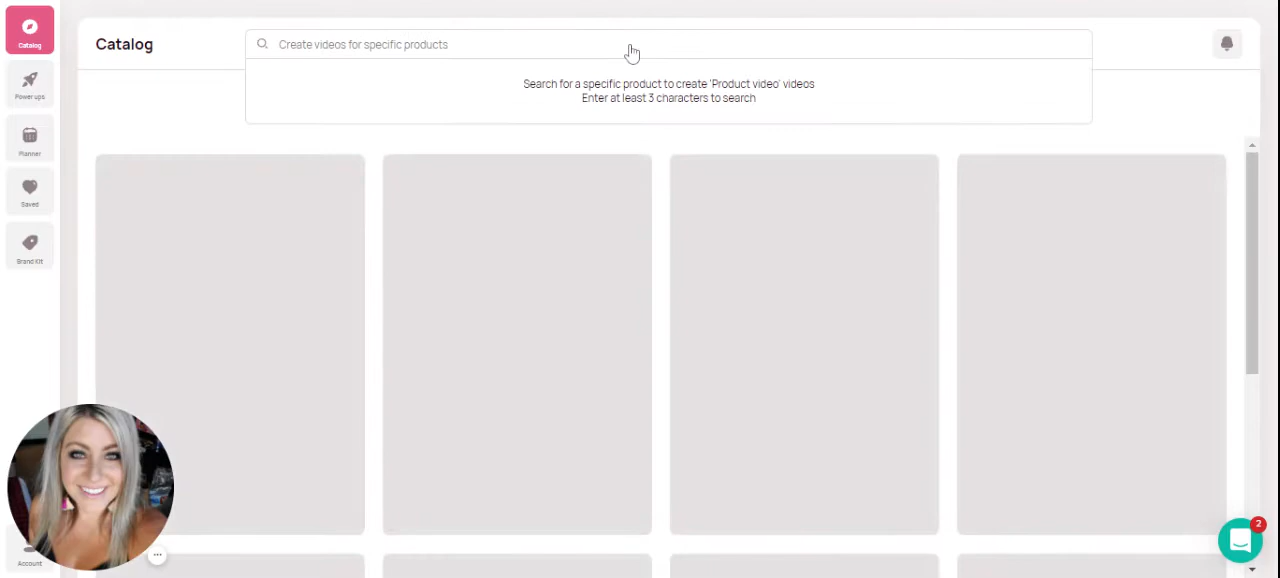 Catalog
Power ups
Planner
Saved
Brand Kit
Account
Catalog
Create videos for specific products
Search for a specific product to create 'Product video' videos
Enter at least 3 characters to search
2